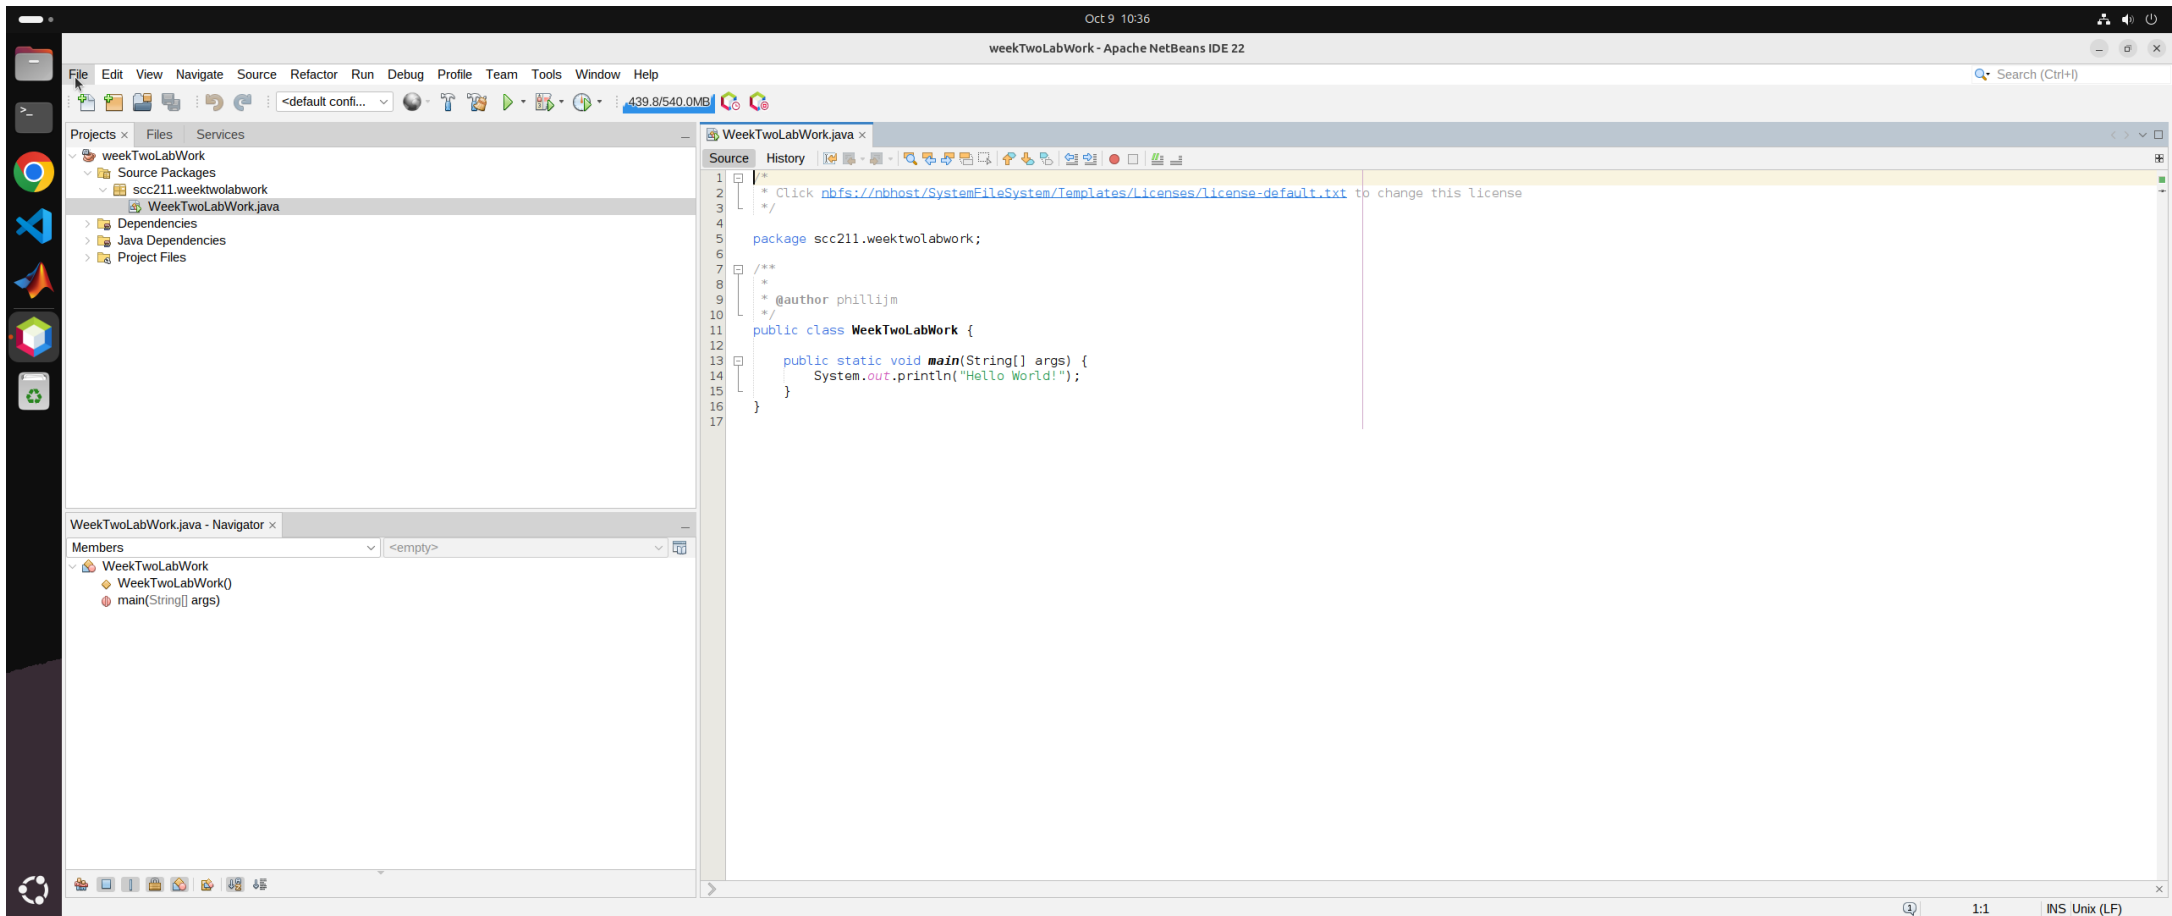 Oct 9 10:36
weekTwoLabWork - Apache NetBeans IDE 22
File Edit View Navigate Source Refactor Run Debug Profile Team Tools Window Help
Search (Ctrl+I)
<default confi...
439.8/540.0MB
Projects Files Services
weekTwoLabWork
Source Packages
scc211.weektwolabwork
WeekTwoLabWork.java
Dependencies
Java Dependencies
Project Files
WeekTwoLabWork.java - Navigator
Members <empty>
WeekTwoLabWork
WeekTwoLabWork()
main(String[] args)
WeekTwoLabWork.java
Source History
1 /*
2 * Click nbfs://nbhost/SystemFileSystem/Templates/Licenses/license-default.txt to change this license
3 */
4
5 package scc211.weektwolabwork;
6
7 /**
8 *
9 * @author phillijm
10 */
11 public class WeekTwoLabWork {
12
13 public static void main(String[] args) {
14 System.out.println("Hello World!");
15 }
16 }
17
1 1:1 INS Unix (LF)